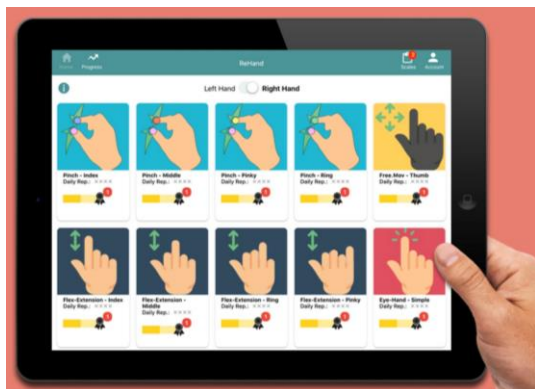 ReHand
Home
Progress
Scales
Account
Left Hand
Right Hand
Pinch - Index
Daily Rep.: ××××
Pinch - Middle
Daily Rep.: ××××
Pinch - Pinky
Daily Rep.: ××××
Pinch - Ring
Daily Rep.: ××××
Free.Mov - Thumb
Daily Rep.: ××××
Flex-Extension - Index
Daily Rep.: ××××
Flex-Extension -
Middle
Daily Rep.: ××××
Flex-Extension - Ring
Daily Rep.: ××××
Flex-Extension - Pinky
Daily Rep.: ××××
Eye-Hand - Simple
Daily Rep.: ××××